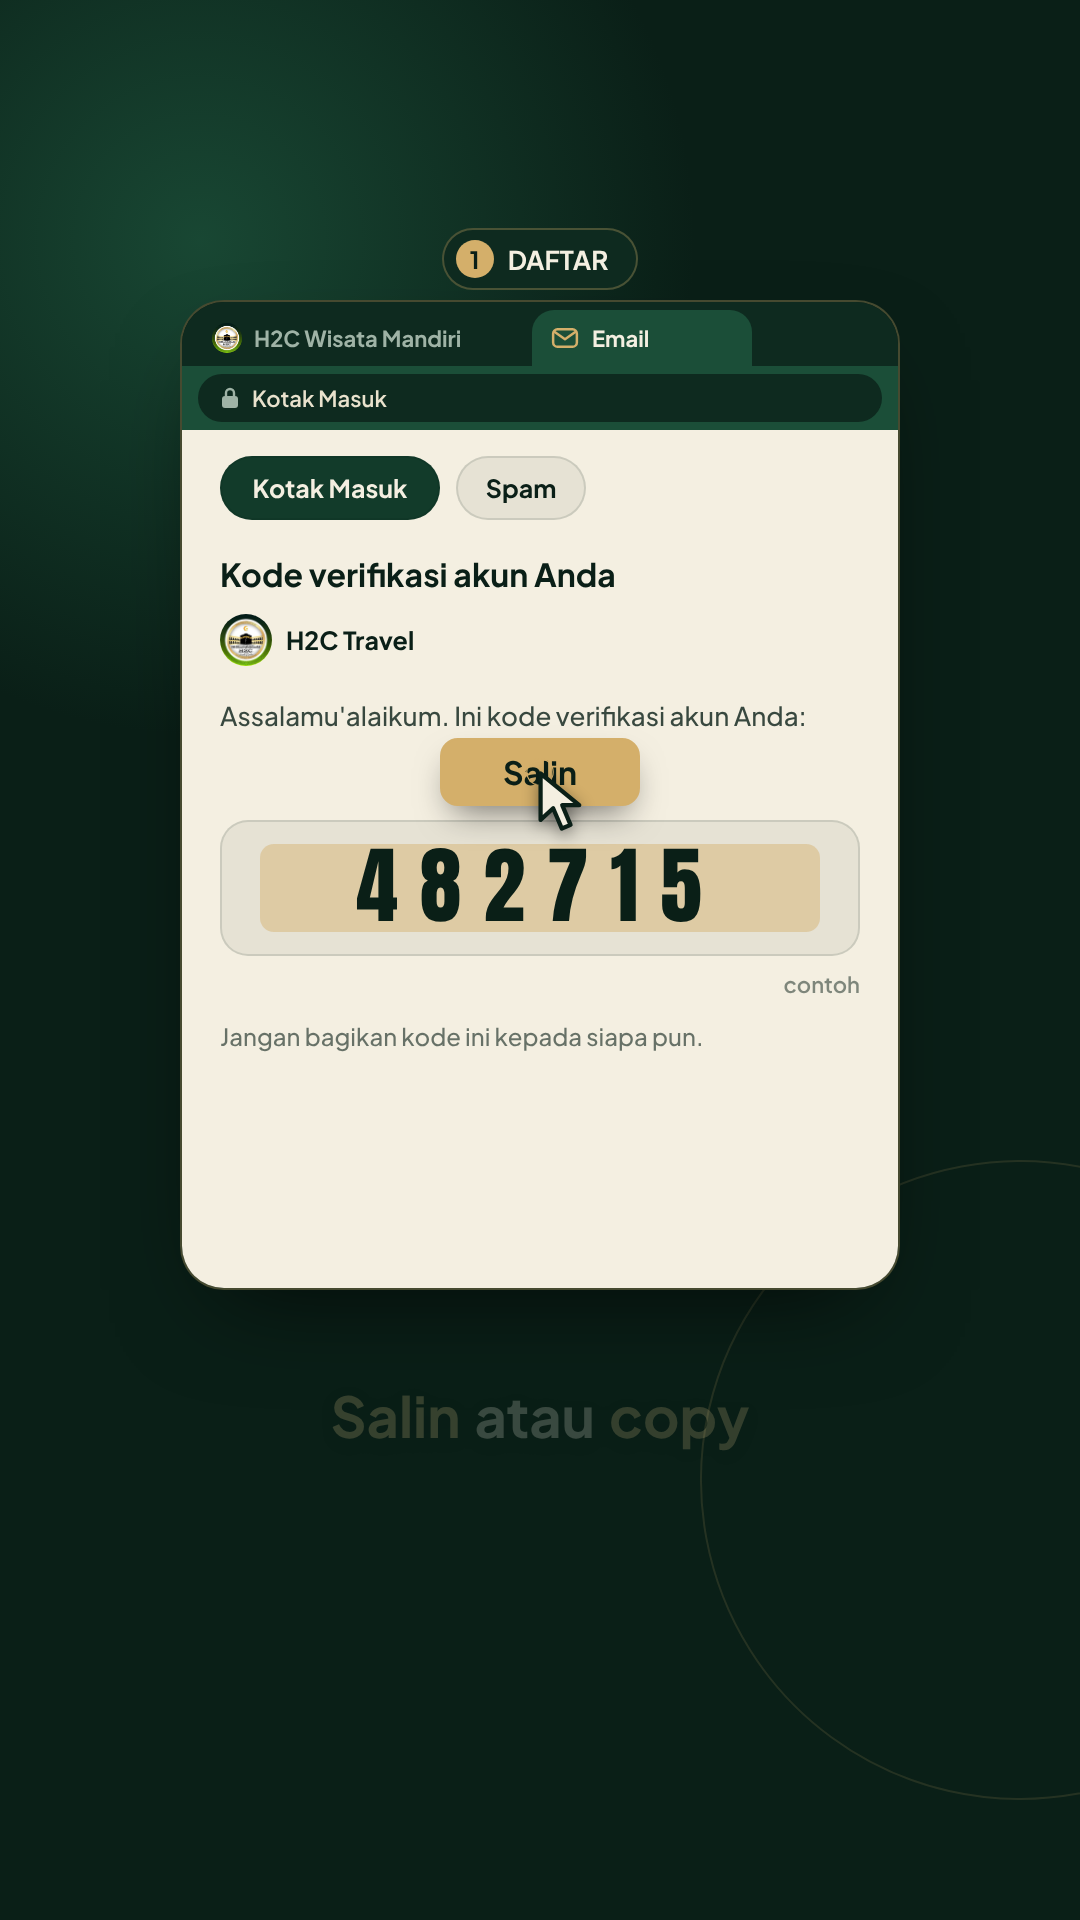 1 DAFTAR
H2C Wisata Mandiri
Email
Kotak Masuk
Kotak Masuk
Spam
Kode verifikasi akun Anda
H2C Travel
Assalamu'alaikum. Ini kode verifikasi akun Anda:
Salin
482715
contoh
Jangan bagikan kode ini kepada siapa pun.
Salin atau copy